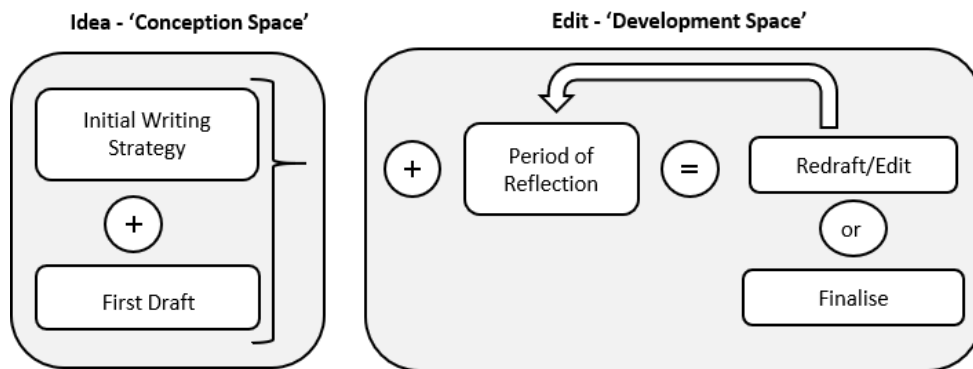 Idea - ‘Conception Space’
Initial Writing
Strategy
+
First Draft
Edit - ‘Development Space’
+
Period of
Reflection
=
Redraft/Edit
or
Finalise